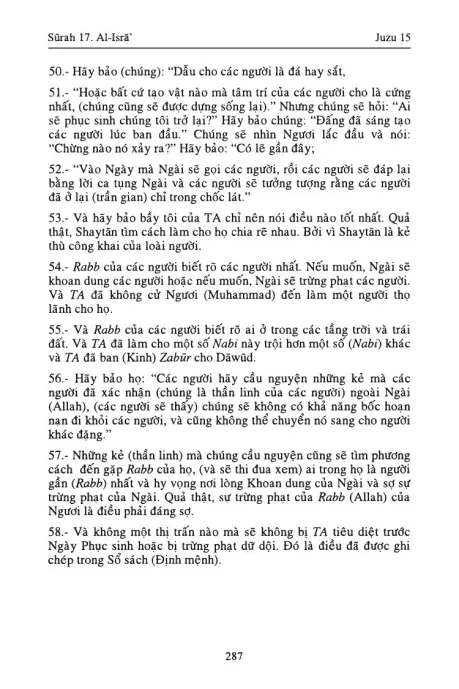 Sūrah 17. Al-Isrā’ Juzu 15
50.- Hãy bảo (chúng): “Dẫu cho các người là đá hay sắt,
51.- “Hoặc bất cứ tạo vật nào mà tâm trí của các người cho là cứng
nhất, (chúng cũng sẽ được dựng sống lại).” Nhưng chúng sẽ hỏi: “Ai
sẽ phục sinh chúng tôi trở lại?” Hãy bảo chúng: “Đấng đã sáng tạo
các người lúc ban đầu.” Chúng sẽ nhìn Ngươi lắc đầu và nói:
“Chừng nào nó xảy ra?” Hãy bảo: “Có lẽ gần đây;
52.- “Vào Ngày mà Ngài sẽ gọi các người, rồi các người sẽ đáp lại
bằng lời ca tụng Ngài và các người sẽ tưởng tượng rằng các người
đã ở lại (trần gian) chỉ trong chốc lát.”
53.- Và hãy bảo bầy tôi của TA chỉ nên nói điều nào tốt nhất. Quả
thật, Shaytān tìm cách làm cho họ chia rẽ nhau. Bởi vì Shaytān là kẻ
thù công khai của loài người.
54.- Rabb của các người biết rõ các người nhất. Nếu muốn, Ngài sẽ
khoan dung các người hoặc nếu muốn, Ngài sẽ trừng phạt các người.
Và TA đã không cử Ngươi (Muhammad) đến làm một người thọ
lãnh cho họ.
55.- Và Rabb của các người biết rõ ai ở trong các tầng trời và trái
đất. Và TA đã làm cho một số Nabi này trội hơn một số (Nabi) khác
và TA đã ban (Kinh) Zabūr cho Dāwūd.
56.- Hãy bảo họ: “Các người hãy cầu nguyện những kẻ mà các
người đã xác nhận (chúng là thần linh của các người) ngoài Ngài
(Allah), (các người sẽ thấy) chúng sẽ không có khả năng bốc hoạn
nạn đi khỏi các người, và cũng không thể chuyển nó sang cho người
khác đặng.”
57.- Những kẻ (thần linh) mà chúng cầu nguyện cũng sẽ tìm phương
cách đến gặp Rabb của họ, (và sẽ thi đua xem) ai trong họ là người
gần (Rabb) nhất và hy vọng nơi lòng Khoan dung của Ngài và sợ sự
trừng phạt của Ngài. Quả thật, sự trừng phạt của Rabb (Allah) của
Ngươi là điều phải đáng sợ.
58.- Và không một thị trấn nào mà sẽ không bị TA tiêu diệt trước
Ngày Phục sinh hoặc bị trừng phạt dữ dội. Đó là điều đã được ghi
chép trong Sổ sách (Định mệnh).
287